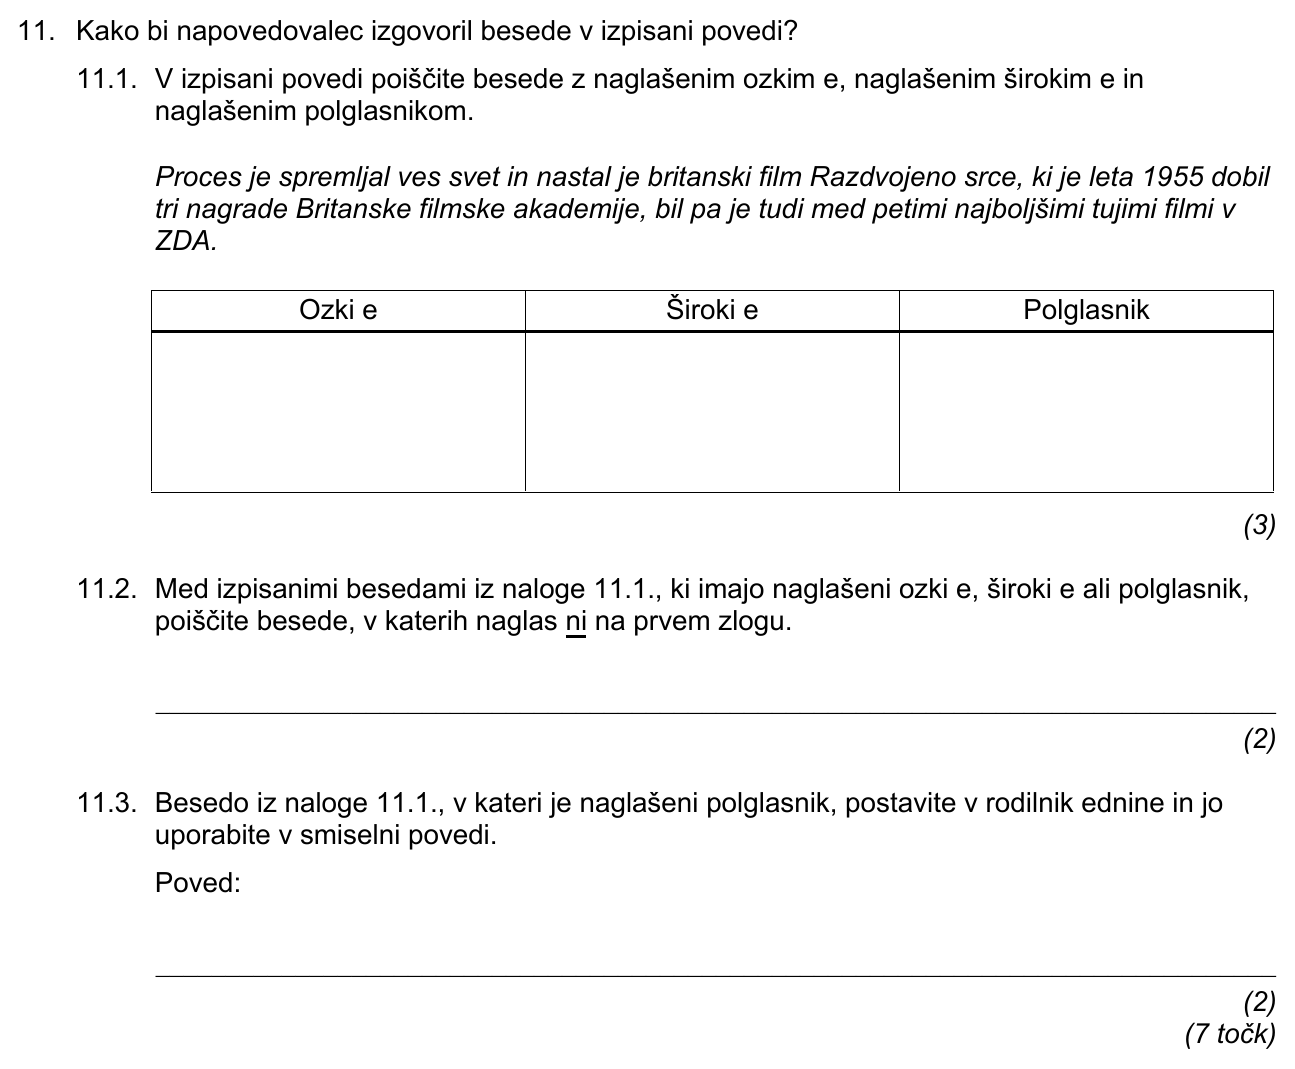 11. Kako bi napovedovalec izgovoril besede v izpisani povedi?
11.1. V izpisani povedi poiščite besede z naglašenim ozkim e, naglašenim širokim e in
naglašenim polglasnikom.
Proces je spremljal ves svet in nastal je britanski film Razdvojeno srce, ki je leta 1955 dobil
tri nagrade Britanske filmske akademije, bil pa je tudi med petimi najboljšimi tujimi filmi v
ZDA.
Ozki e Široki e Polglasnik
(3)
11.2. Med izpisanimi besedami iz naloge 11.1., ki imajo naglašeni ozki e, široki e ali polglasnik,
poiščite besede, v katerih naglas ni na prvem zlogu.
(2)
11.3. Besedo iz naloge 11.1., v kateri je naglašeni polglasnik, postavite v rodilnik ednine in jo
uporabite v smiselni povedi.
Poved:
(2)
(7 točk)